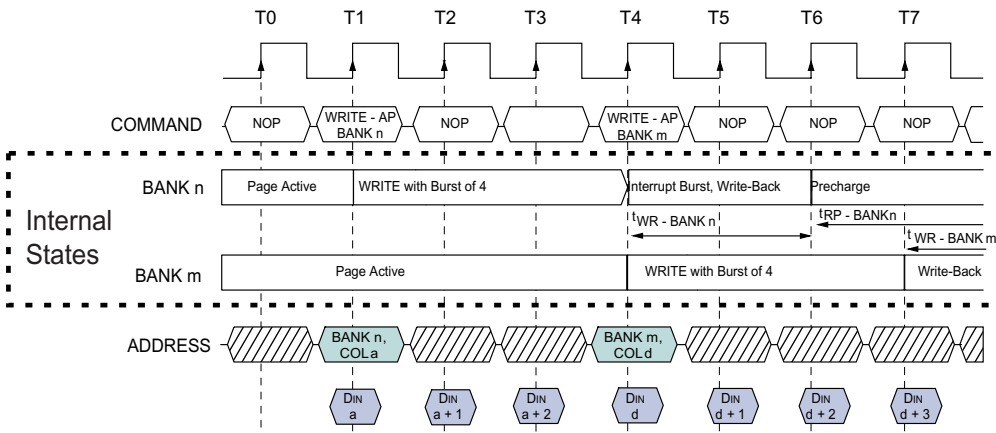 T0 T1 T2 T3 T4 T5 T6 T7
COMMAND NOP WRITE - AP BANK n NOP WRITE - AP BANK m NOP NOP NOP
Internal States
BANK n Page Active WRITE with Burst of 4 Interrupt Burst, Write-Back Precharge
tWR - BANK n tRP - BANK n
t WR - BANK m
BANK m Page Active WRITE with Burst of 4 Write-Back
ADDRESS BANK n, COL a BANK m, COL d
DIN a DIN a + 1 DIN a + 2 DIN d DIN d + 1 DIN d + 2 DIN d + 3